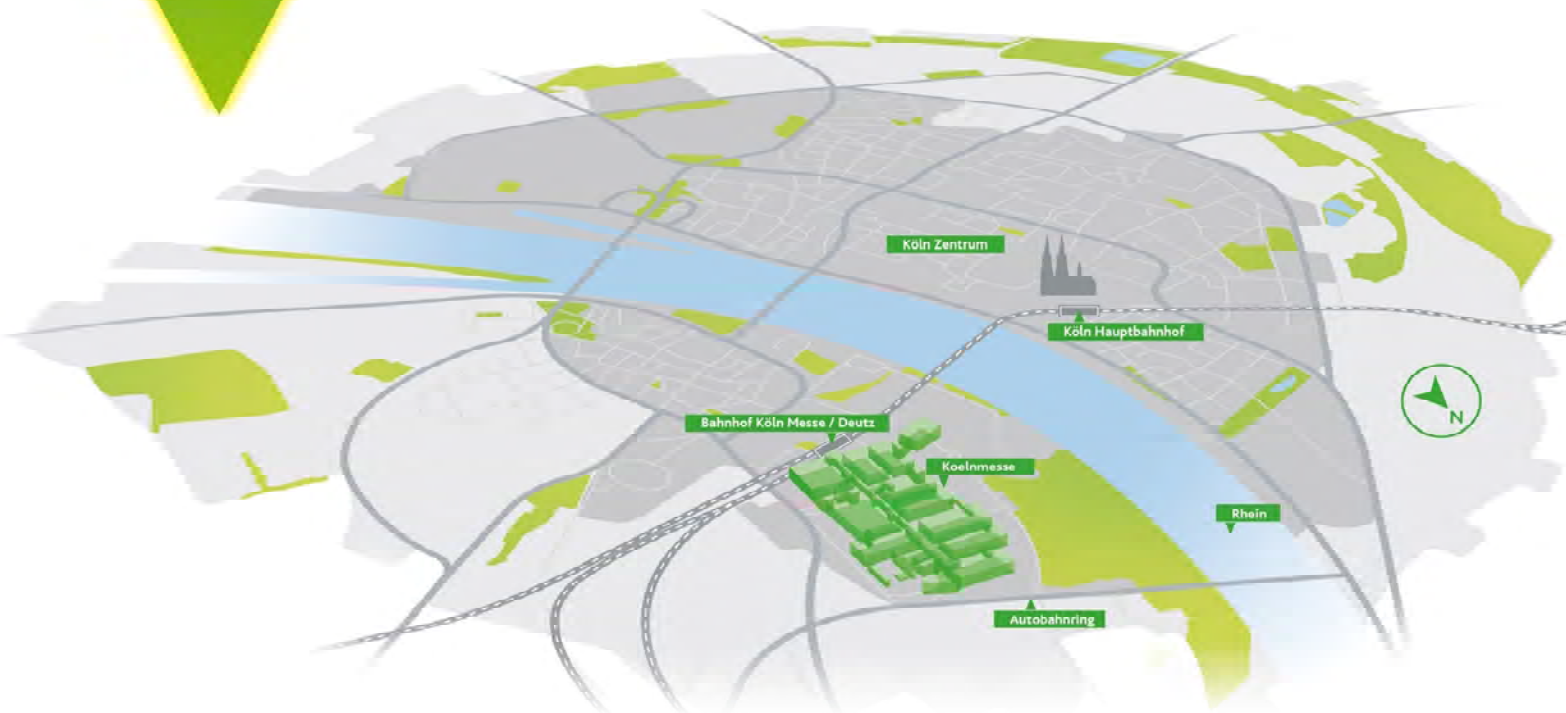 Köln Zentrum
Köln Hauptbahnhof
N
Bahnhof Köln Messe / Deutz
Koelnmesse
Rhein
Autobahnring